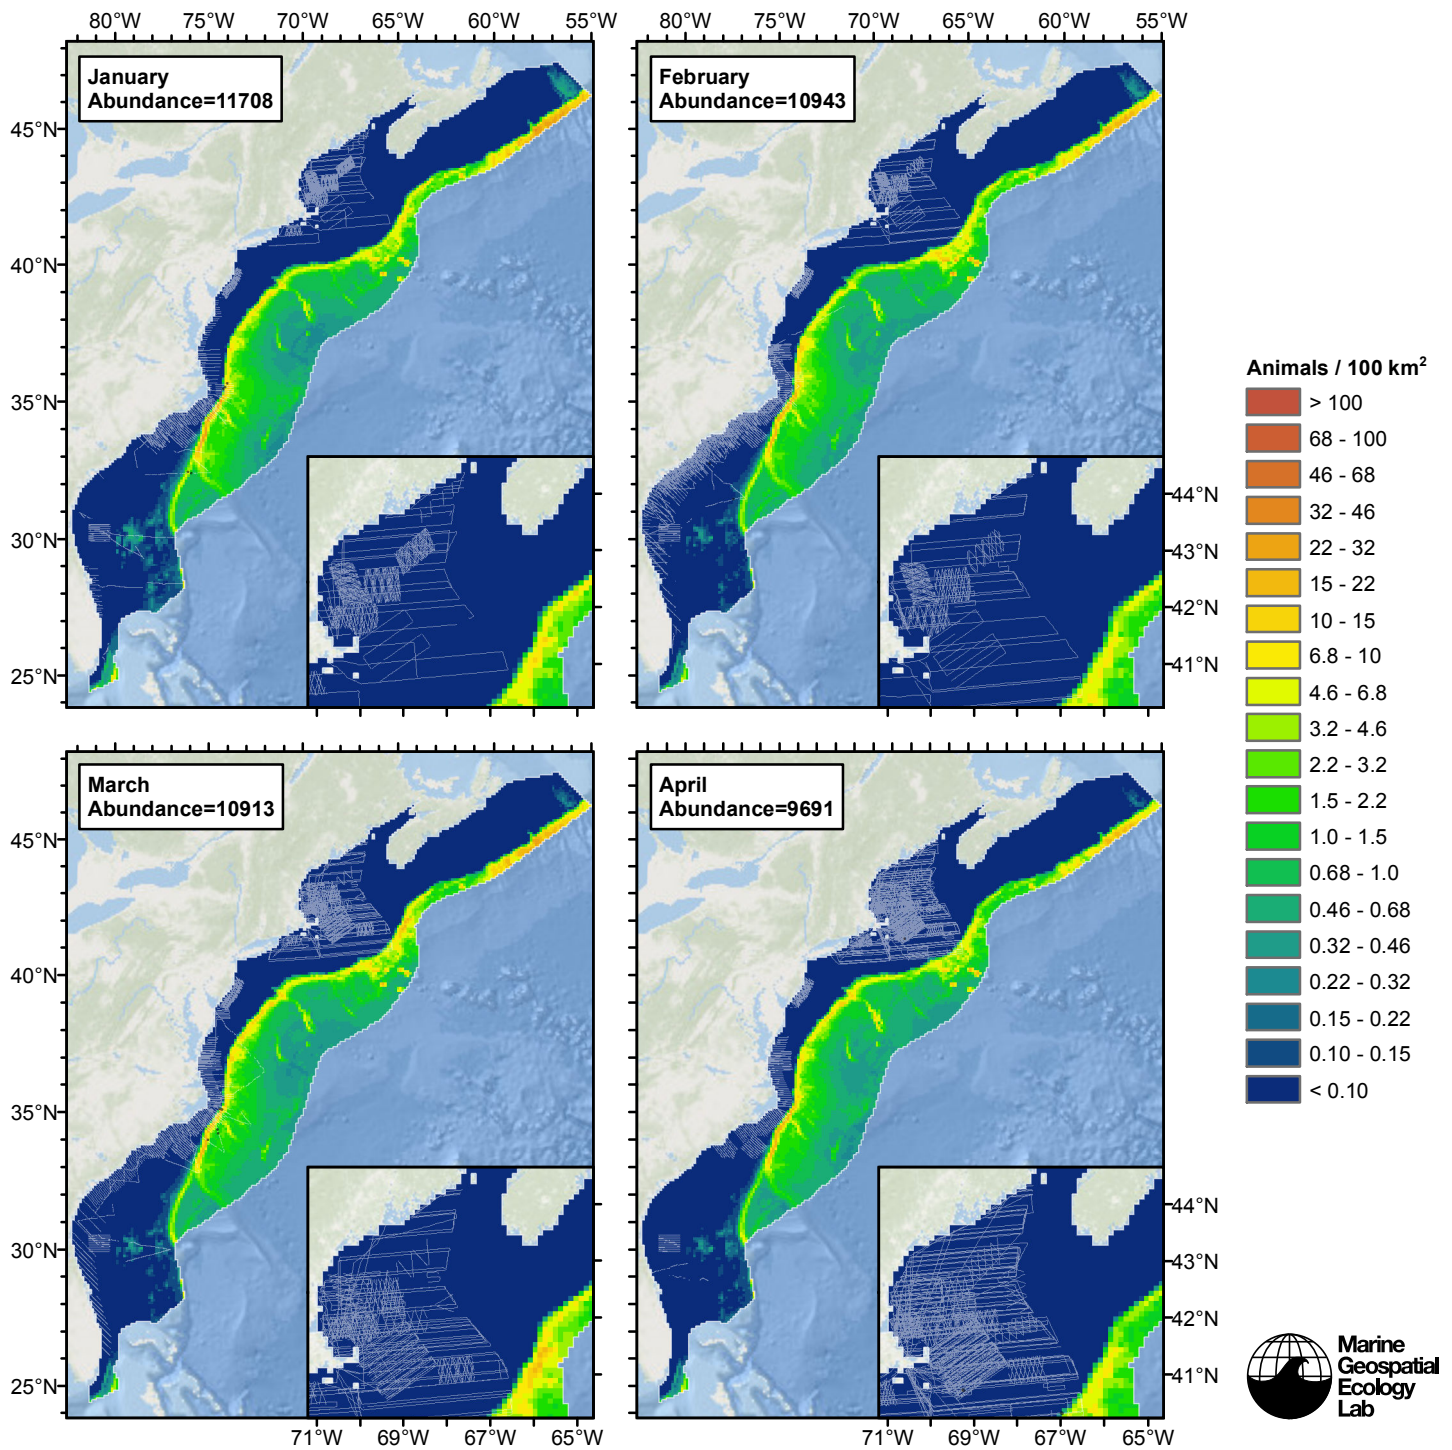 80°W 75°W 70°W 65°W 60°W 55°W
80°W 75°W 70°W 65°W 60°W 55°W
January
Abundance=11708
February
Abundance=10943
45°N
40°N
35°N
30°N
25°N
44°N
43°N
42°N
41°N
March
Abundance=10913
April
Abundance=9691
45°N
40°N
35°N
30°N
25°N
44°N
43°N
42°N
41°N
71°W 69°W 67°W 65°W
71°W 69°W 67°W 65°W
Animals / 100 km²
> 100
68 - 100
46 - 68
32 - 46
22 - 32
15 - 22
10 - 15
6.8 - 10
4.6 - 6.8
3.2 - 4.6
2.2 - 3.2
1.5 - 2.2
1.0 - 1.5
0.68 - 1.0
0.46 - 0.68
0.32 - 0.46
0.22 - 0.32
0.15 - 0.22
0.10 - 0.15
< 0.10
Marine
Geospatial
Ecology
Lab